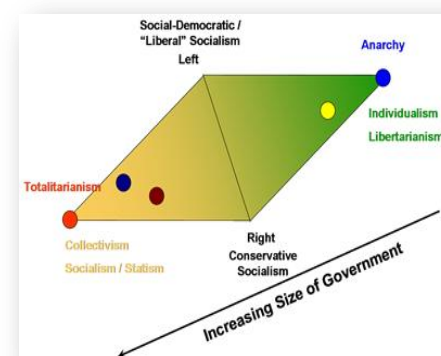 Social-Democratic /
“Liberal” Socialism
Left
Anarchy
Individualism
Libertarianism
Totalitarianism
Collectivism
Socialism / Statism
Right
Conservative
Socialism
Increasing Size of Government